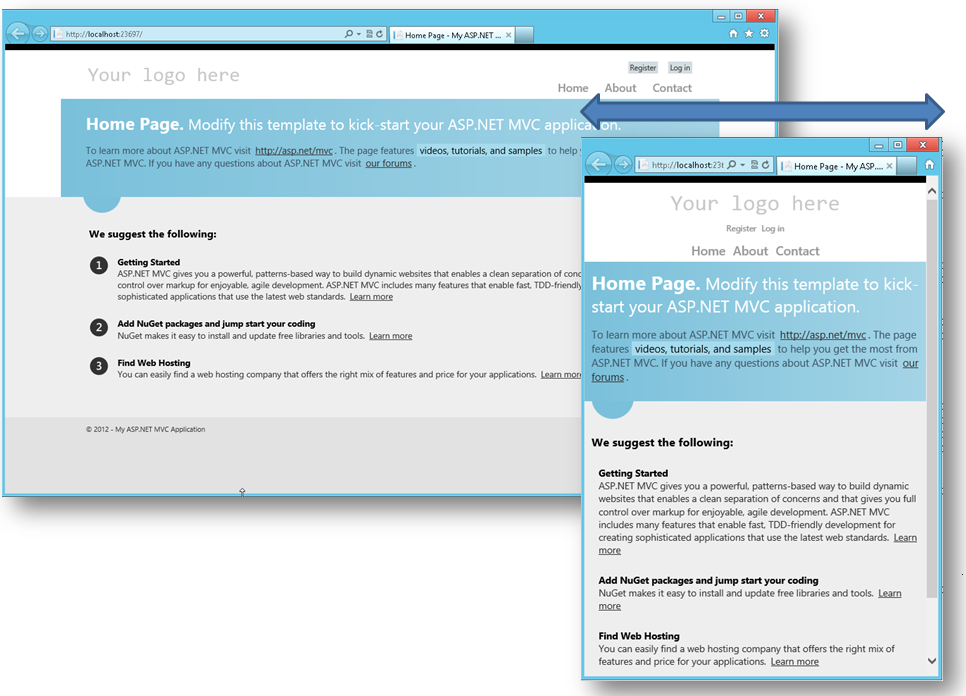 http://localhost:23697/
Home Page - My ASP.NET ...
Your logo here
Register Log in
Home About Contact
Home Page. Modify this template to kick-start your ASP.NET MVC application.
To learn more about ASP.NET MVC visit http://asp.net/mvc. The page features videos, tutorials, and samples to help
ASP.NET MVC. If you have any questions about ASP.NET MVC visit our forums.
We suggest the following:
1 Getting Started
ASP.NET MVC gives you a powerful, patterns-based way to build dynamic websites that enables a clean separation of
control over markup for enjoyable, agile development. ASP.NET MVC includes many features that enable fast, TDD-friendly
sophisticated applications that use the latest web standards. Learn more
2 Add NuGet packages and jump start your coding
NuGet makes it easy to install and update free libraries and tools. Learn more
3 Find Web Hosting
You can easily find a web hosting company that offers the right mix of features and price for your applications. Learn more
© 2012 - My ASP.NET MVC Application
http://localhost:23
Home Page - My ASP....
Your logo here
Register Log in
Home About Contact
Home Page. Modify this template to kick-
start your ASP.NET MVC application.
To learn more about ASP.NET MVC visit http://asp.net/mvc. The page
features videos, tutorials, and samples to help you get the most from
ASP.NET MVC. If you have any questions about ASP.NET MVC visit our
forums.
We suggest the following:
Getting Started
ASP.NET MVC gives you a powerful, patterns-based way to build dynamic
websites that enables a clean separation of concerns and that gives you full
control over markup for enjoyable, agile development. ASP.NET MVC
includes many features that enable fast, TDD-friendly development for
creating sophisticated applications that use the latest web standards. Learn
more
Add NuGet packages and jump start your coding
NuGet makes it easy to install and update free libraries and tools. Learn
more
Find Web Hosting
You can easily find a web hosting company that offers the right mix of
features and price for your applications. Learn more